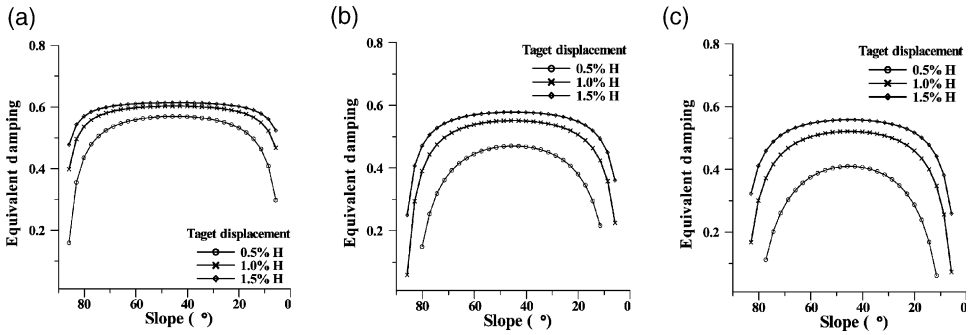 (a)
0.8
0.6
0.4
0.2
Equivalent damping
80
60
40
20
0
Slope ( °)
Taget displacement
0.5% H
1.0% H
1.5% H
(b)
0.8
0.6
0.4
0.2
Equivalent damping
80
60
40
20
0
Slope ( °)
Taget displacement
0.5% H
1.0% H
1.5% H
(c)
0.8
0.6
0.4
0.2
Equivalent damping
80
60
40
20
0
Slope ( °)
Taget displacement
0.5% H
1.0% H
1.5% H